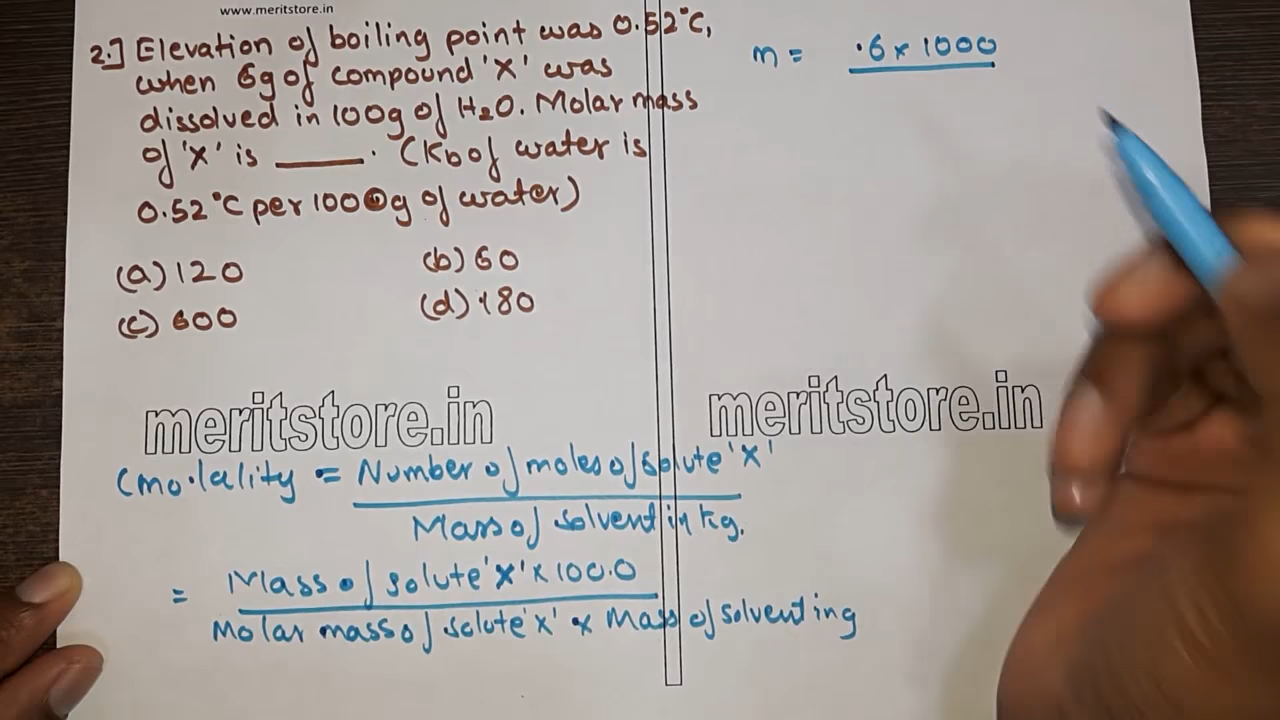 www.meritstore.in
2.] Elevation of boiling point was 0.52°C,
when 6g of compound 'X' was
dissolved in 100g of H2O. Molar mass
of 'X' is ______. (Kb of water is
0.52°C per 1000g of water)
(a) 120
(b) 60
(c) 600
(d) 180
m = .6 x 1000
meritstore.in
meritstore.in
(molality = Number of moles of solute 'X'
Mass of solvent in kg.
= Mass of solute 'X' x 100.0
Molar mass of solute 'X' x Mass of solvent in g